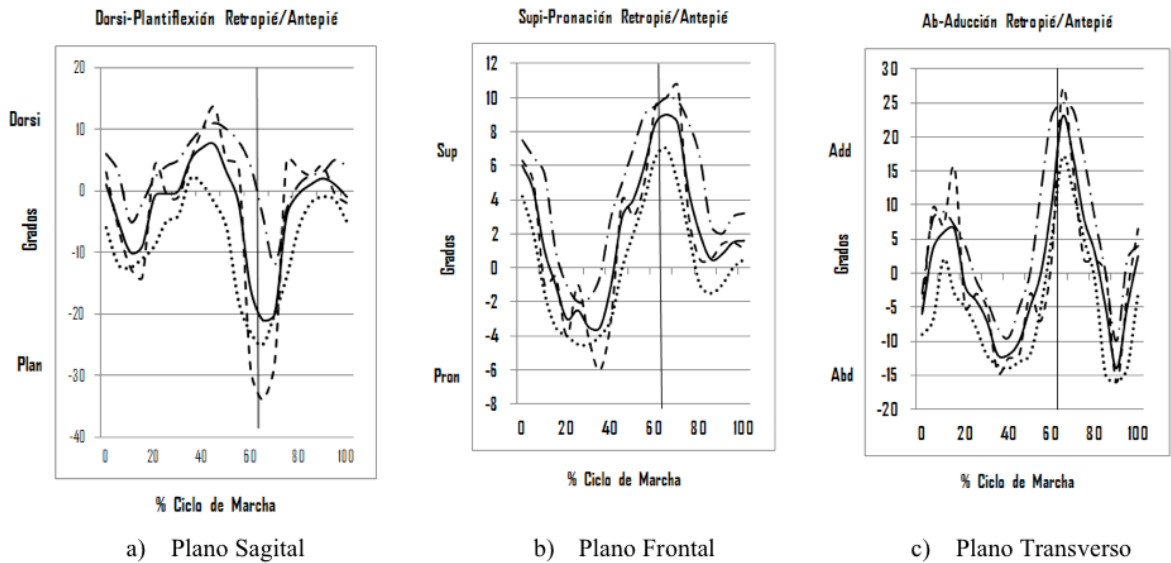 Dorsi-Plantiflexión Retropié/Antepié
20
10
0
-10
-20
-30
-40
Dorsi
Grados
Plan
0 20 40 60 80 100
% Ciclo de Marcha
a) Plano Sagital
Supi-Pronación Retropié/Antepié
12
10
8
6
4
2
0
-2
-4
-6
-8
Sup
Grados
Pron
0 20 40 60 80 100
% Ciclo de Marcha
b) Plano Frontal
Ab-Aducción Retropié/Antepié
30
25
20
15
10
5
0
-5
-10
-15
-20
Add
Grados
Abd
0 20 40 60 80 100
% Ciclo de Marcha
c) Plano Transverso